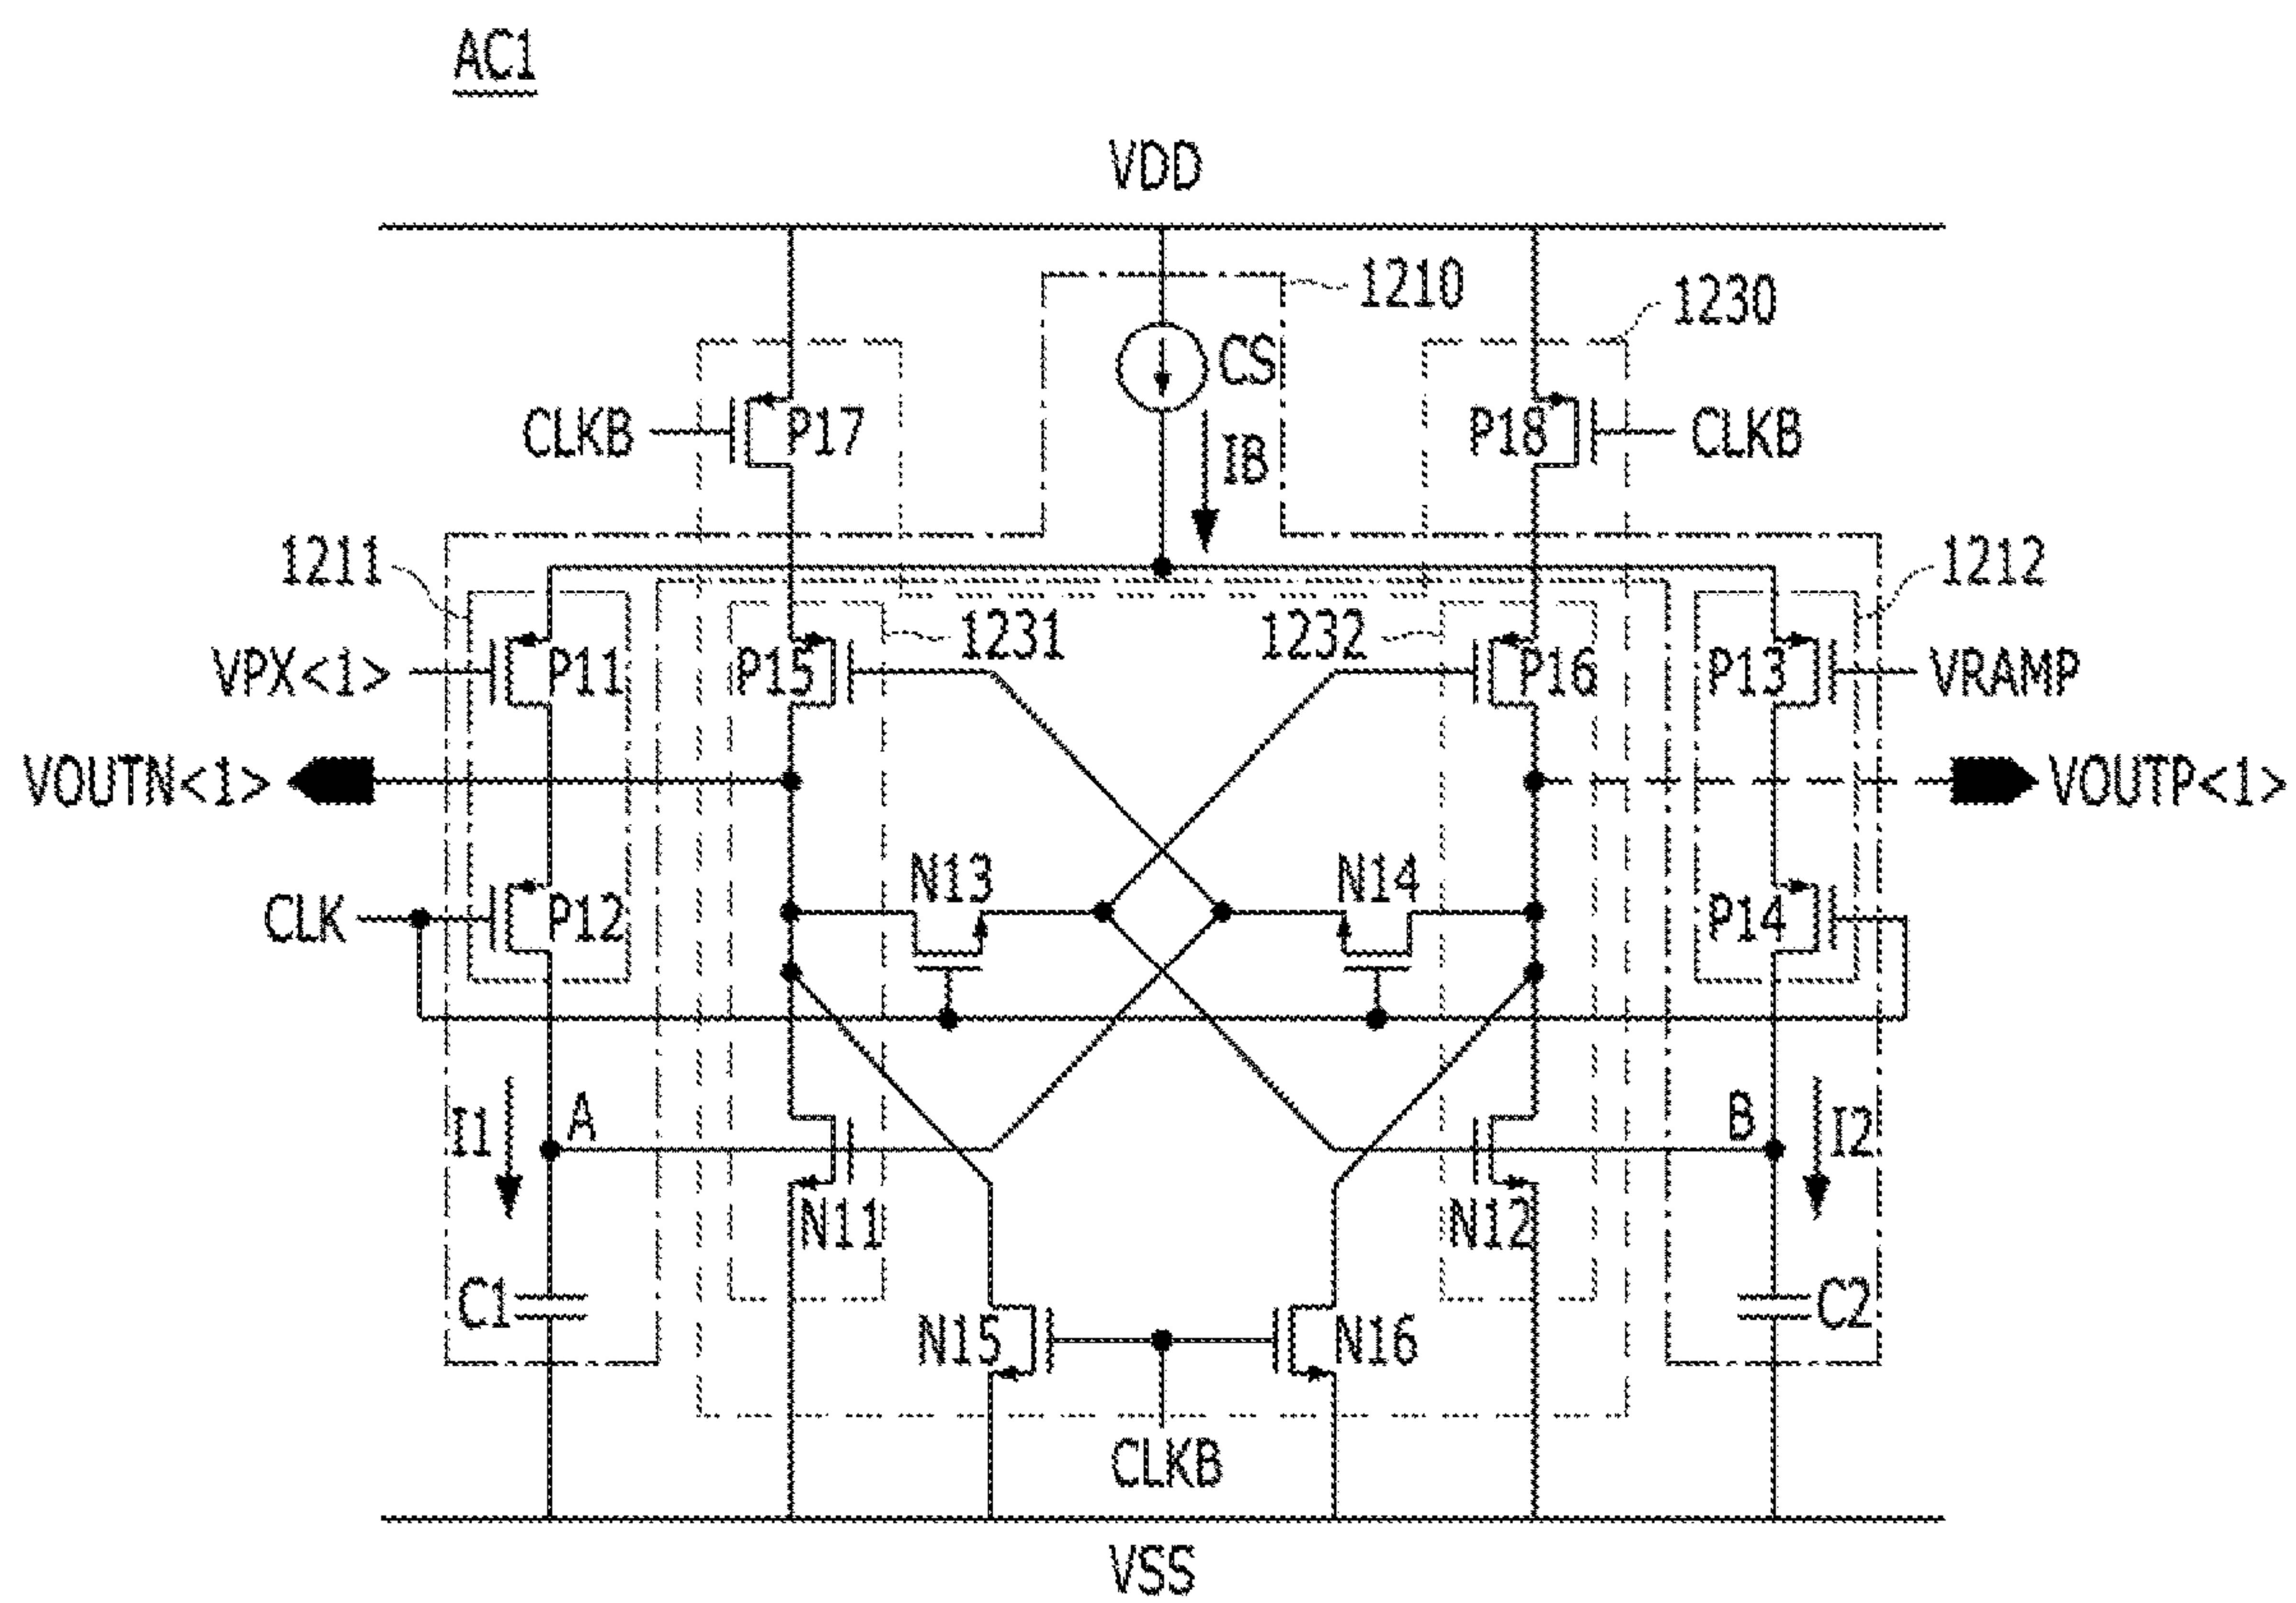 AC1
VDD
1210
1230
CS
CLKB
P17
P18
CLKB
IB
1211
1212
1231
1232
VPX<1>
P11
P15
P16
P13
VRAMP
VOUTN<1>
VOUTP<1>
N13
N14
CLK
P12
P14
I1
A
B
I2
N11
N12
C1
C2
N15
N16
CLKB
VSS